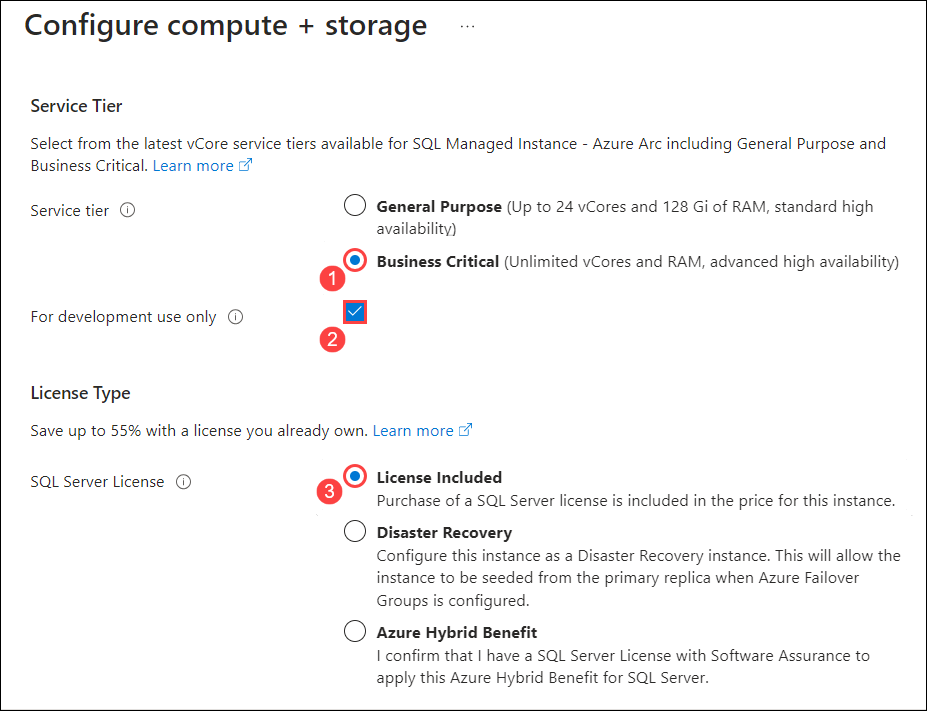 Configure compute + storage ...
Service Tier
Select from the latest vCore service tiers available for SQL Managed Instance - Azure Arc including General Purpose and
Business Critical. Learn more
Service tier
General Purpose (Up to 24 vCores and 128 Gi of RAM, standard high
availability)
Business Critical (Unlimited vCores and RAM, advanced high availability)
1
For development use only
2
License Type
Save up to 55% with a license you already own. Learn more
SQL Server License
License Included
3
Purchase of a SQL Server license is included in the price for this instance.
Disaster Recovery
Configure this instance as a Disaster Recovery instance. This will allow the
instance to be seeded from the primary replica when Azure Failover
Groups is configured.
Azure Hybrid Benefit
I confirm that I have a SQL Server License with Software Assurance to
apply this Azure Hybrid Benefit for SQL Server.